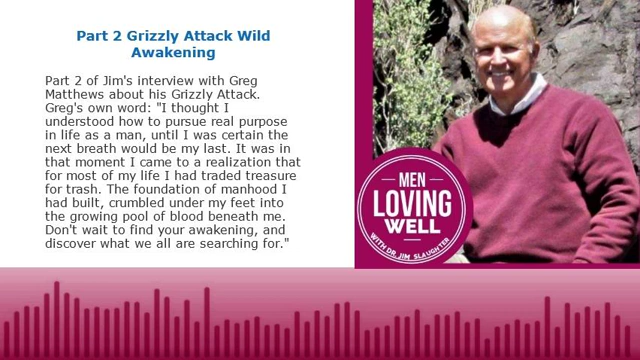 Part 2 Grizzly Attack Wild
Awakening
Part 2 of Jim's interview with Greg
Matthews about his Grizzly Attack.
Greg's own word: "I thought I
understood how to pursue real purpose
in life as a man, until I was certain the
next breath would be my last. It was in
that moment I came to a realization that
for most of my life I had traded treasure
for trash. The foundation of manhood I
had built, crumbled under my feet into
the growing pool of blood beneath me.
Don't wait to find your awakening, and
discover what we all are searching for."
MEN
LOVING
WELL
WITH DR. JIM SLAUGHTER